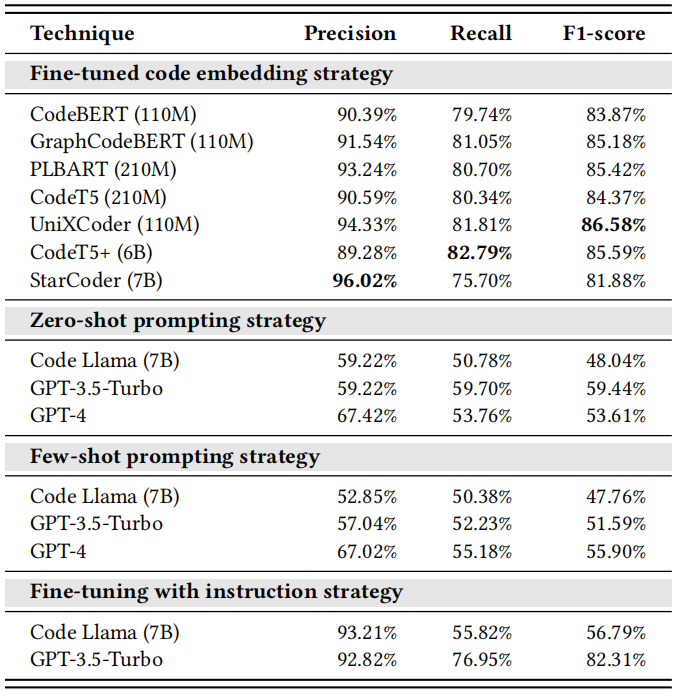 Technique Precision Recall F1-score
Fine-tuned code embedding strategy
CodeBERT (110M) 90.39% 79.74% 83.87%
GraphCodeBERT (110M) 91.54% 81.05% 85.18%
PLBART (210M) 93.24% 80.70% 85.42%
CodeT5 (210M) 90.59% 80.34% 84.37%
UniXCoder (110M) 94.33% 81.81% 86.58%
CodeT5+ (6B) 89.28% 82.79% 85.59%
StarCoder (7B) 96.02% 75.70% 81.88%
Zero-shot prompting strategy
Code Llama (7B) 59.22% 50.78% 48.04%
GPT-3.5-Turbo 59.22% 59.70% 59.44%
GPT-4 67.42% 53.76% 53.61%
Few-shot prompting strategy
Code Llama (7B) 52.85% 50.38% 47.76%
GPT-3.5-Turbo 57.04% 52.23% 51.59%
GPT-4 67.02% 55.18% 55.90%
Fine-tuning with instruction strategy
Code Llama (7B) 93.21% 55.82% 56.79%
GPT-3.5-Turbo 92.82% 76.95% 82.31%